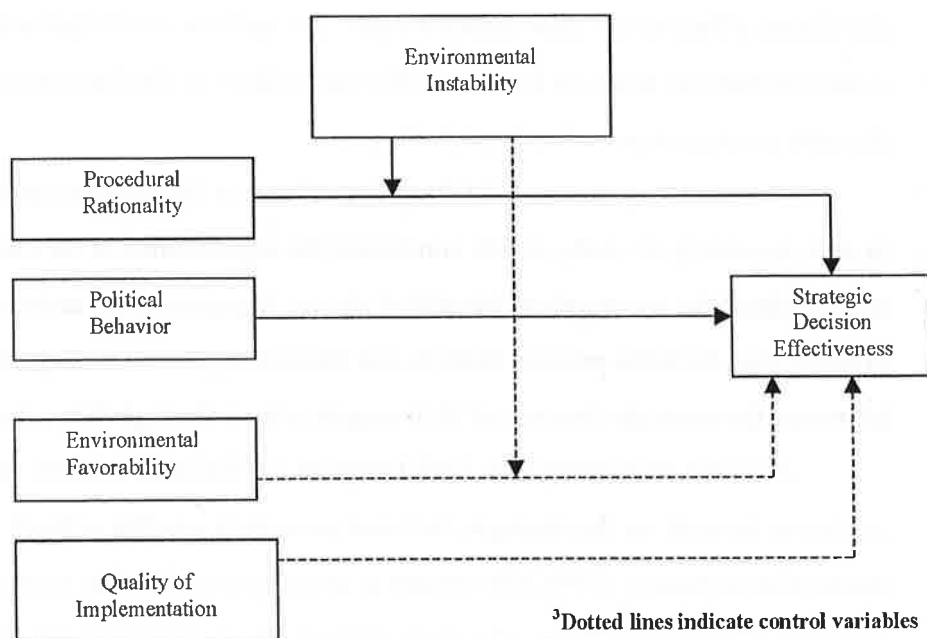 Environmental
Instability
Procedural
Rationality
Political
Behavior
Strategic
Decision
Effectiveness
Environmental
Favorability
Quality of
Implementation
³Dotted lines indicate control variables